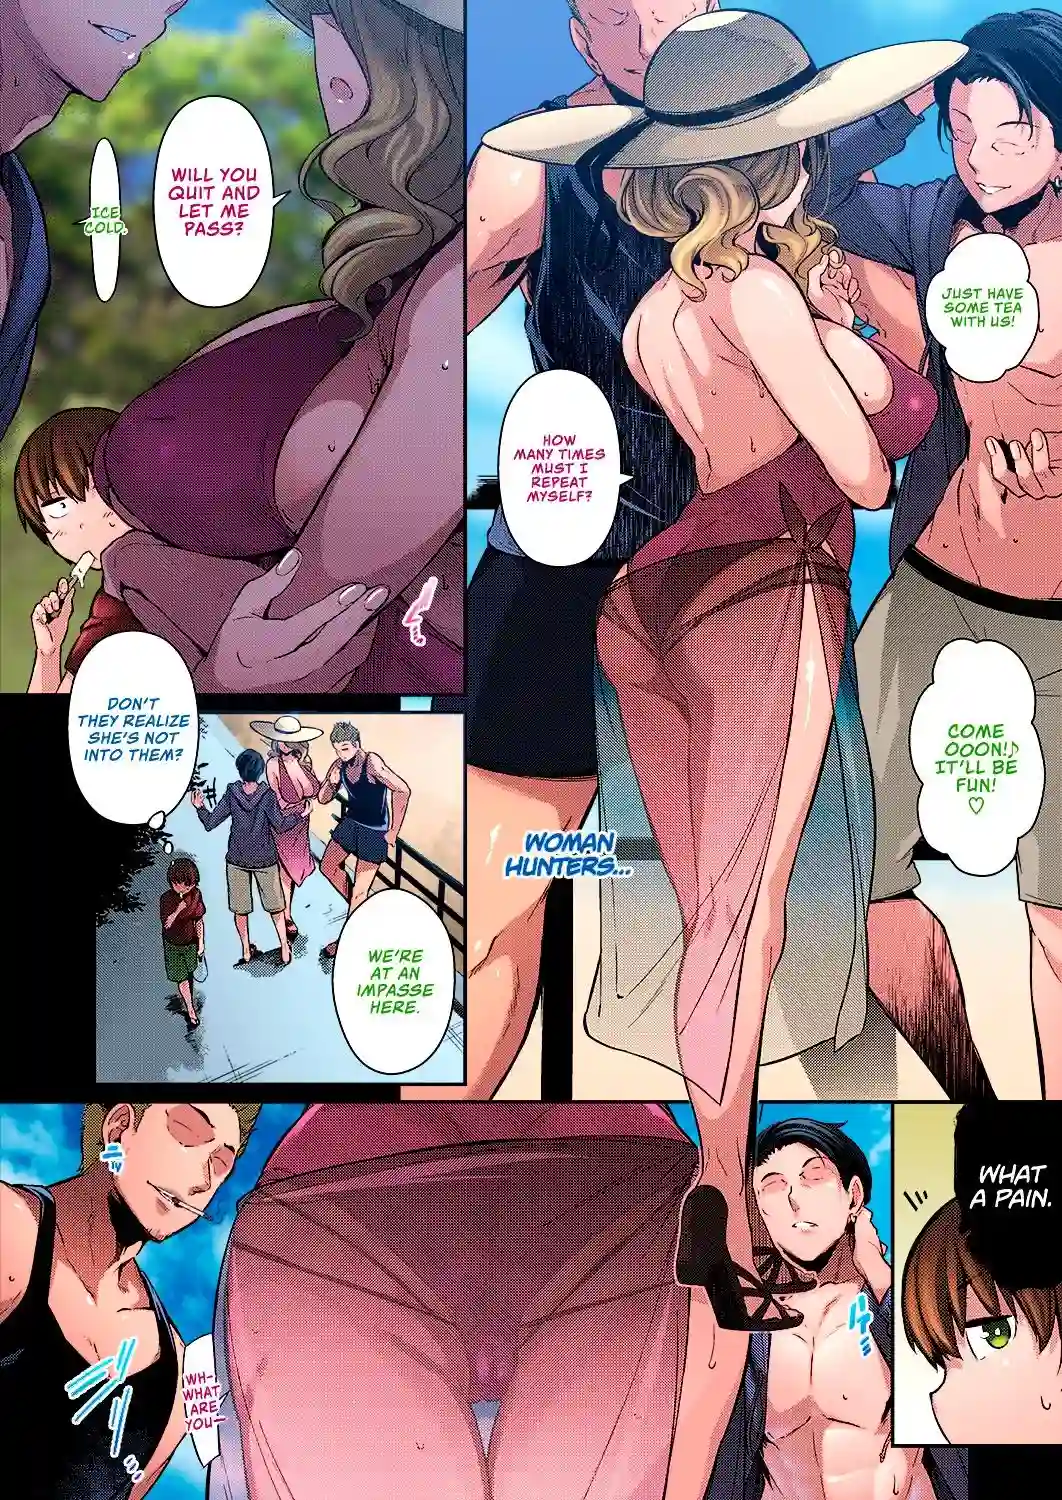 JUST HAVE
SOME TEA
WITH US!
HOW
MANY TIMES
MUST I
REPEAT
MYSELF?
COME
OOON!♪
IT'LL BE
FUN!
♡
WOMAN
HUNTERS...
WILL YOU
QUIT AND
LET ME
PASS?
ICE
COLD.
DON'T
THEY REALIZE
SHE'S NOT
INTO THEM?
WE'RE
AT AN
IMPASSE
HERE.
WHAT
A PAIN.
WH-
WHAT
ARE
YOU-